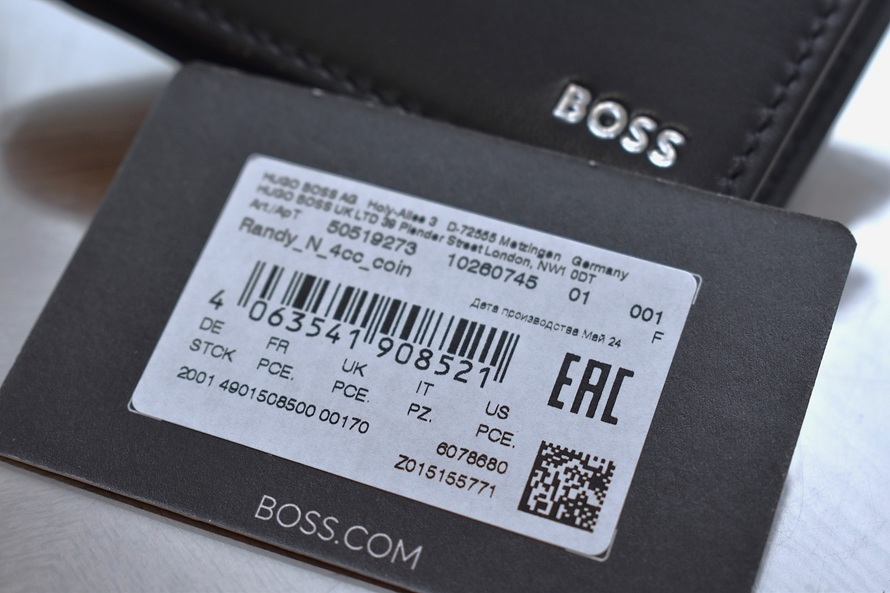 BOSS
HUGO BOSS AG Holy-Allee 3 D-72555 Metzingen Germany
HUGO BOSS UK LTD 39 Plender Street London, NW1 0DT
Art./АрТ 50519273 10260745 01 001
Randy_N_4cc_coin F
Дата производства Май 24
4 063541 908521
DE FR UK IT US
STCK PCE. PCE. PZ. PCE.
EAC
2001 4901508500 00170 6078680
Z015155771
BOSS.COM